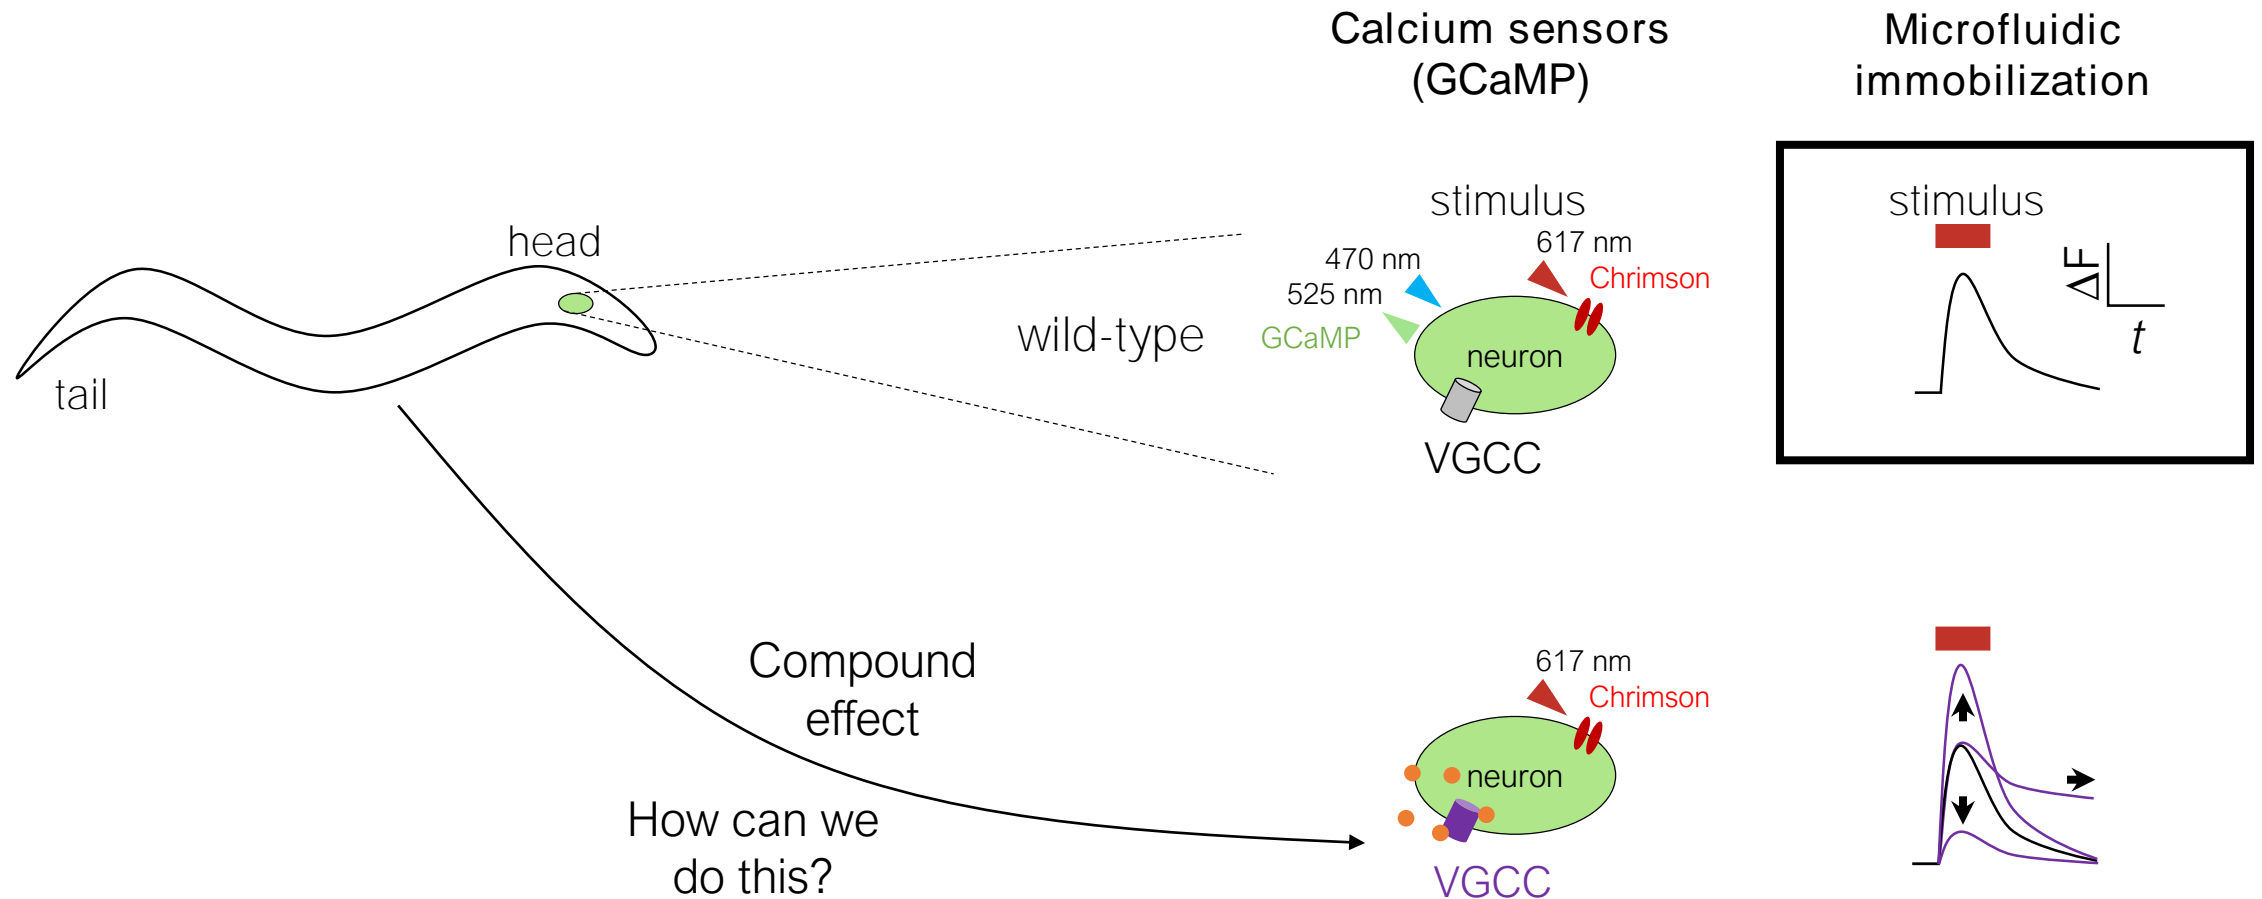 Calcium sensors
(GCaMP)
Microfluidic
immobilization
stimulus
617 nm
Chrimson
470 nm
525 nm
GCaMP
neuron
VGCC
wild-type
head
tail
stimulus
ΔF
t
Compound
effect
How can we
do this?
617 nm
Chrimson
neuron
VGCC